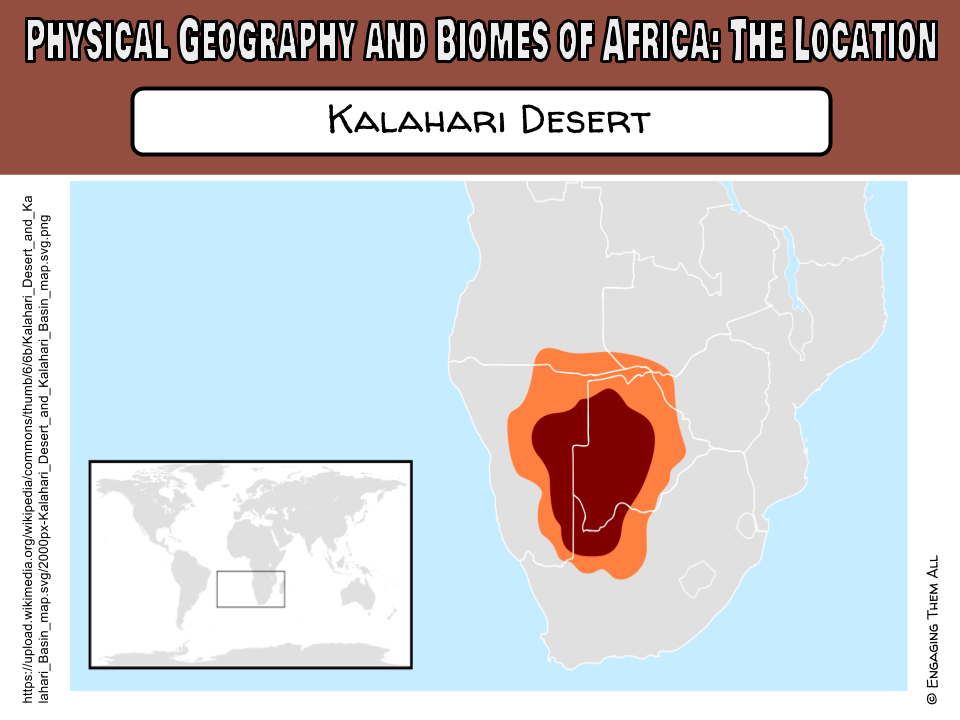 Physical Geography and Biomes of Africa: The Location
Kalahari Desert
https://upload.wikimedia.org/wikipedia/commons/thumb/6/6b/Kalahari_Desert_and_Ka
lahari_Basin_map.svg/2000px-Kalahari_Desert_and_Kalahari_Basin_map.svg.png
© Engaging Them All